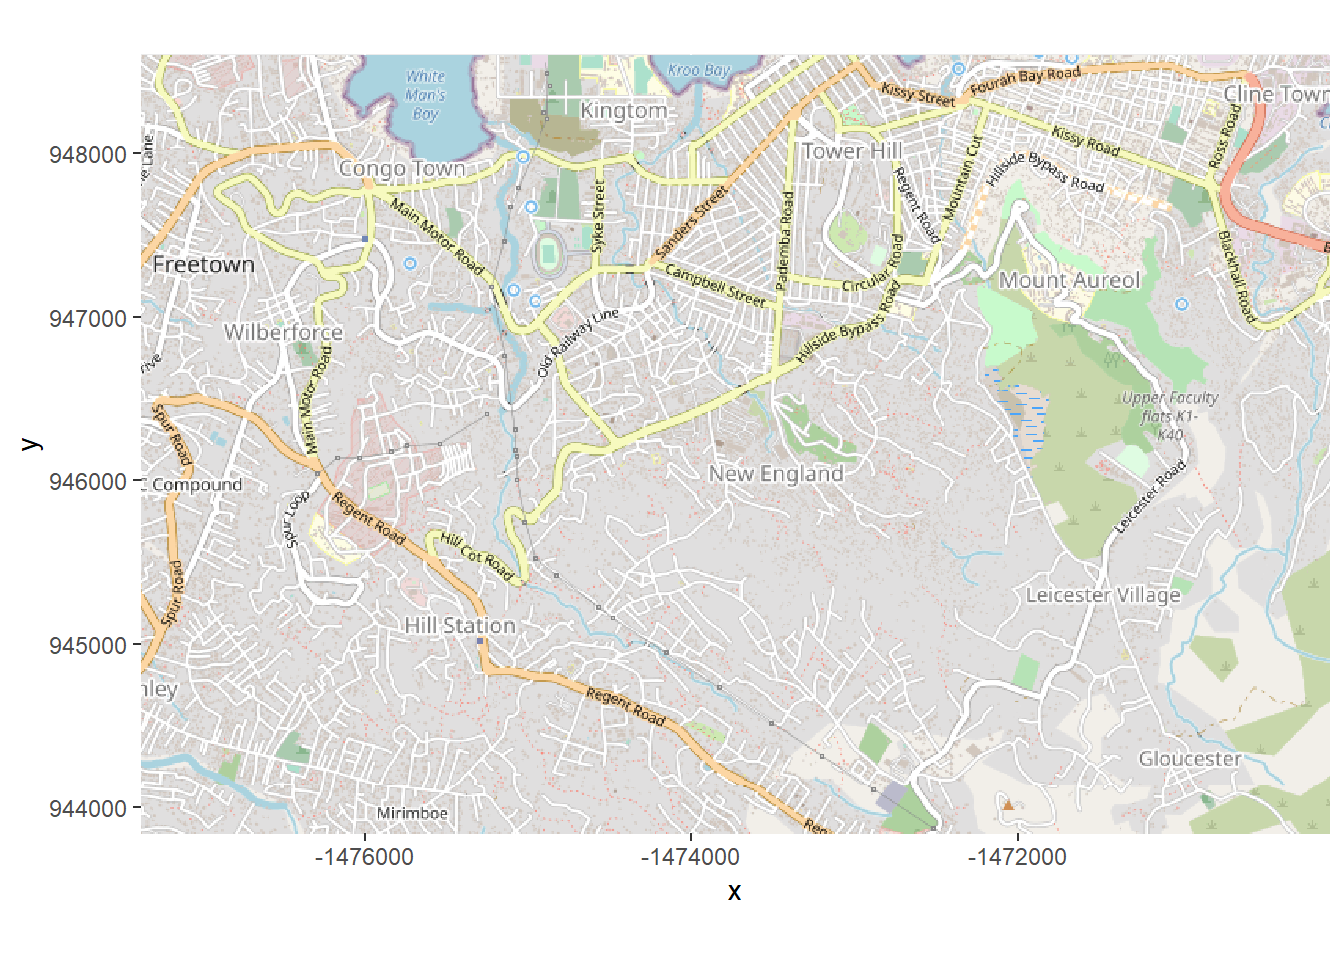 White
Man's
Bay
Kroo Bay
Kingtom
Kissy Street
Fourah Bay Road
Cline Town
948000
Congo Town
Tower Hill
Kissy Road
Ross Road
Hillside Bypass Road
Mountain Cut
Regent Road
Main Motor Road
Syke Street
Sanders Street
Pademba Road
Freetown
Campbell Street
Circular Road
Mount Aureol
Blackhall Road
947000
Wilberforce
Old Railway Line
Hillside Bypass Road
Main Motor Road
Upper Faculty
flats K1-
K40
Spur Road
y
946000
Compound
New England
Leicester Road
Spur Loop
Regent Road
Hill Cot Road
Spur Road
Leicester Village
Hill Station
945000
nley
Regent Road
Gloucester
944000
Mirimboe
-1476000
-1474000
-1472000
x